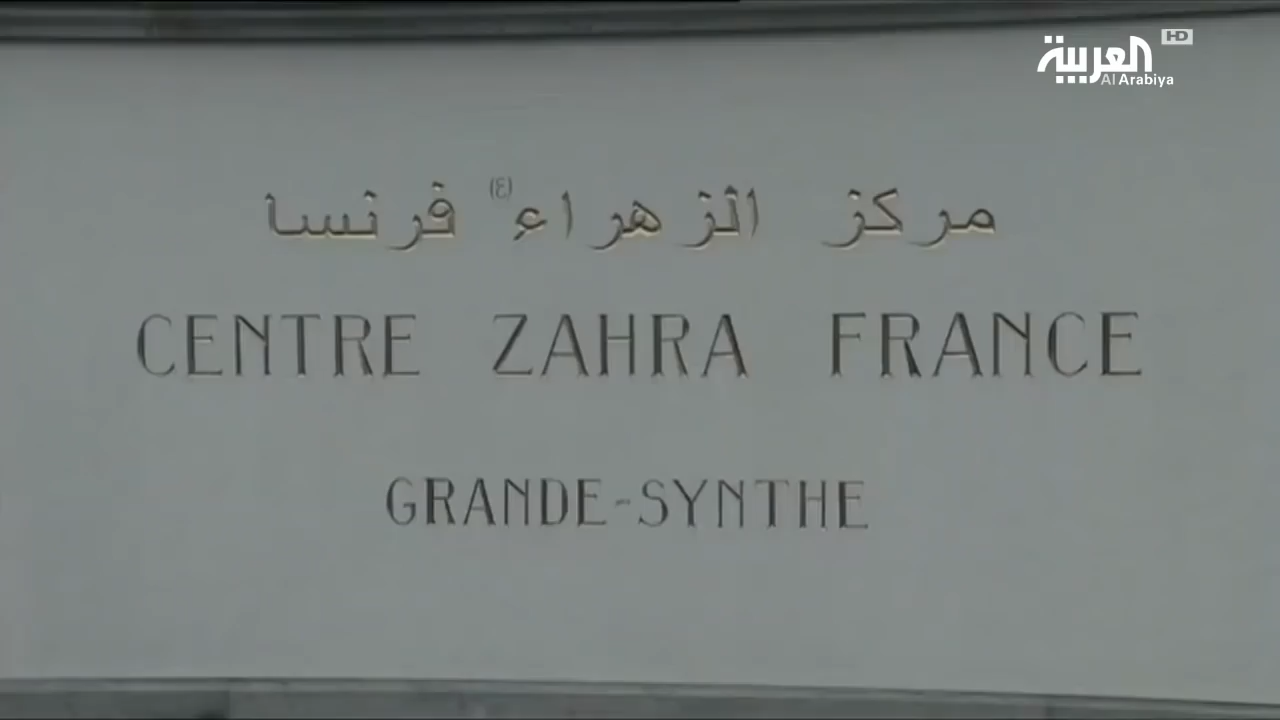 HD
العربية
Al Arabiya
مركز الزهراء (ع) فرنسا
CENTRE ZAHRA FRANCE
GRANDE-SYNTHE